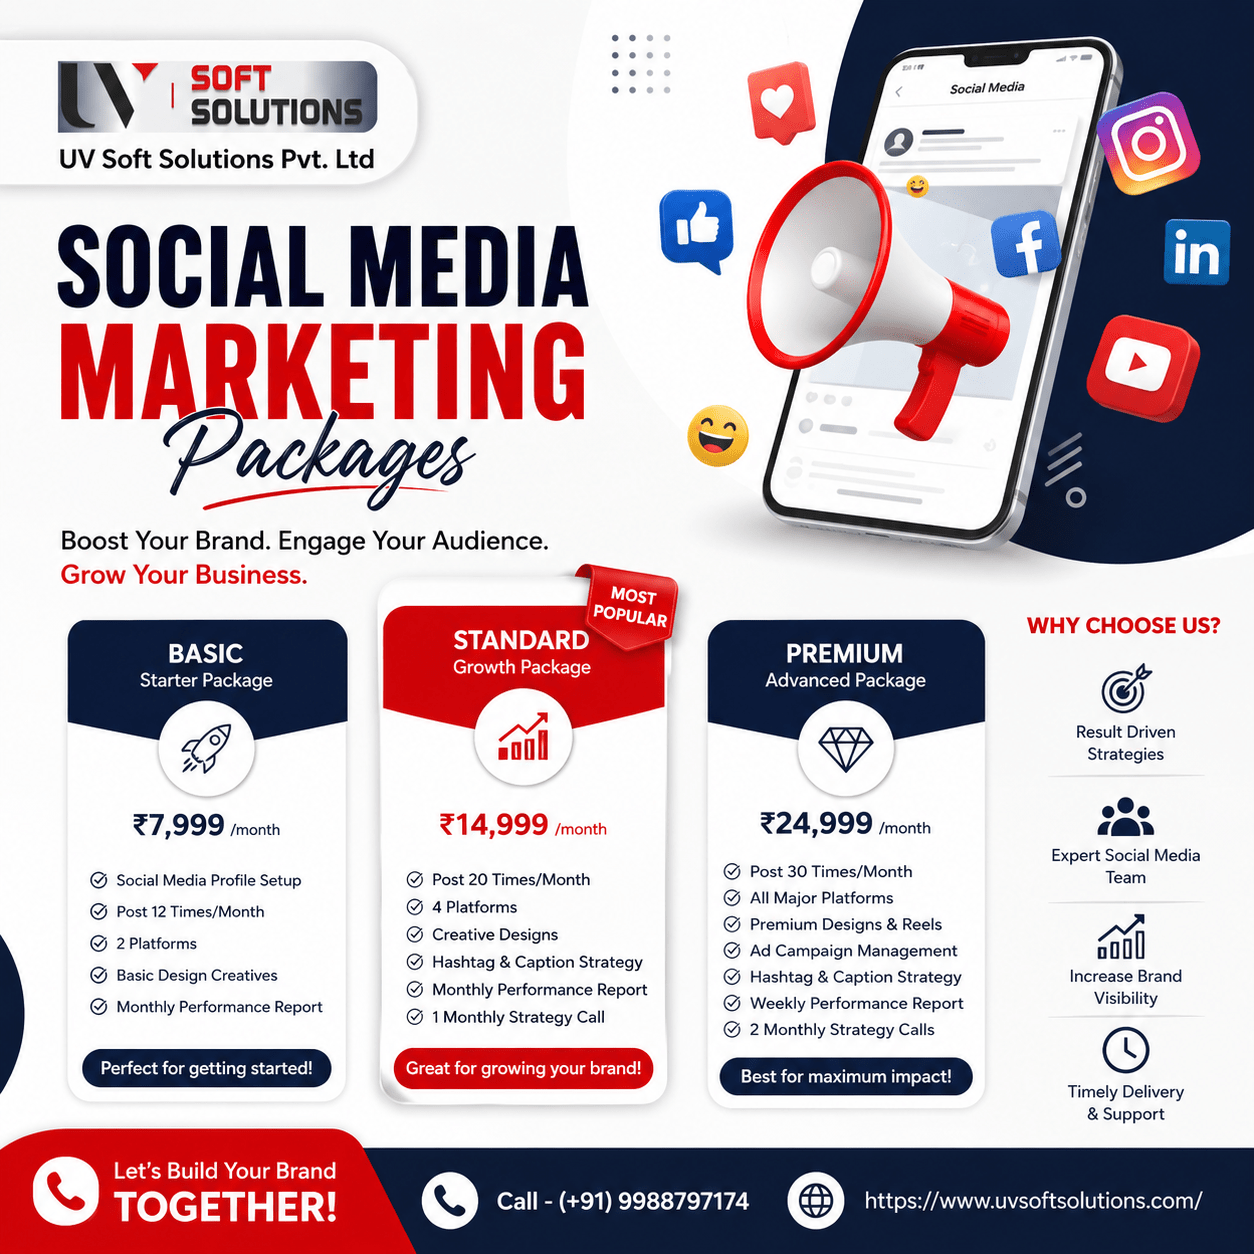 UV | SOFT
SOLUTIONS
UV Soft Solutions Pvt. Ltd
SOCIAL MEDIA
MARKETING
Packages
Boost Your Brand. Engage Your Audience.
Grow Your Business.
Social Media
f
in
BASIC
Starter Package
₹7,999 /month
Social Media Profile Setup
Post 12 Times/Month
2 Platforms
Basic Design Creatives
Monthly Performance Report
Perfect for getting started!
MOST
POPULAR
STANDARD
Growth Package
₹14,999 /month
Post 20 Times/Month
4 Platforms
Creative Designs
Hashtag & Caption Strategy
Monthly Performance Report
1 Monthly Strategy Call
Great for growing your brand!
PREMIUM
Advanced Package
₹24,999 /month
Post 30 Times/Month
All Major Platforms
Premium Designs & Reels
Ad Campaign Management
Hashtag & Caption Strategy
Weekly Performance Report
2 Monthly Strategy Calls
Best for maximum impact!
WHY CHOOSE US?
Result Driven
Strategies
Expert Social Media
Team
Increase Brand
Visibility
Timely Delivery
& Support
Let's Build Your Brand
TOGETHER!
Call - (+91) 9988797174
https://www.uvsoftsolutions.com/